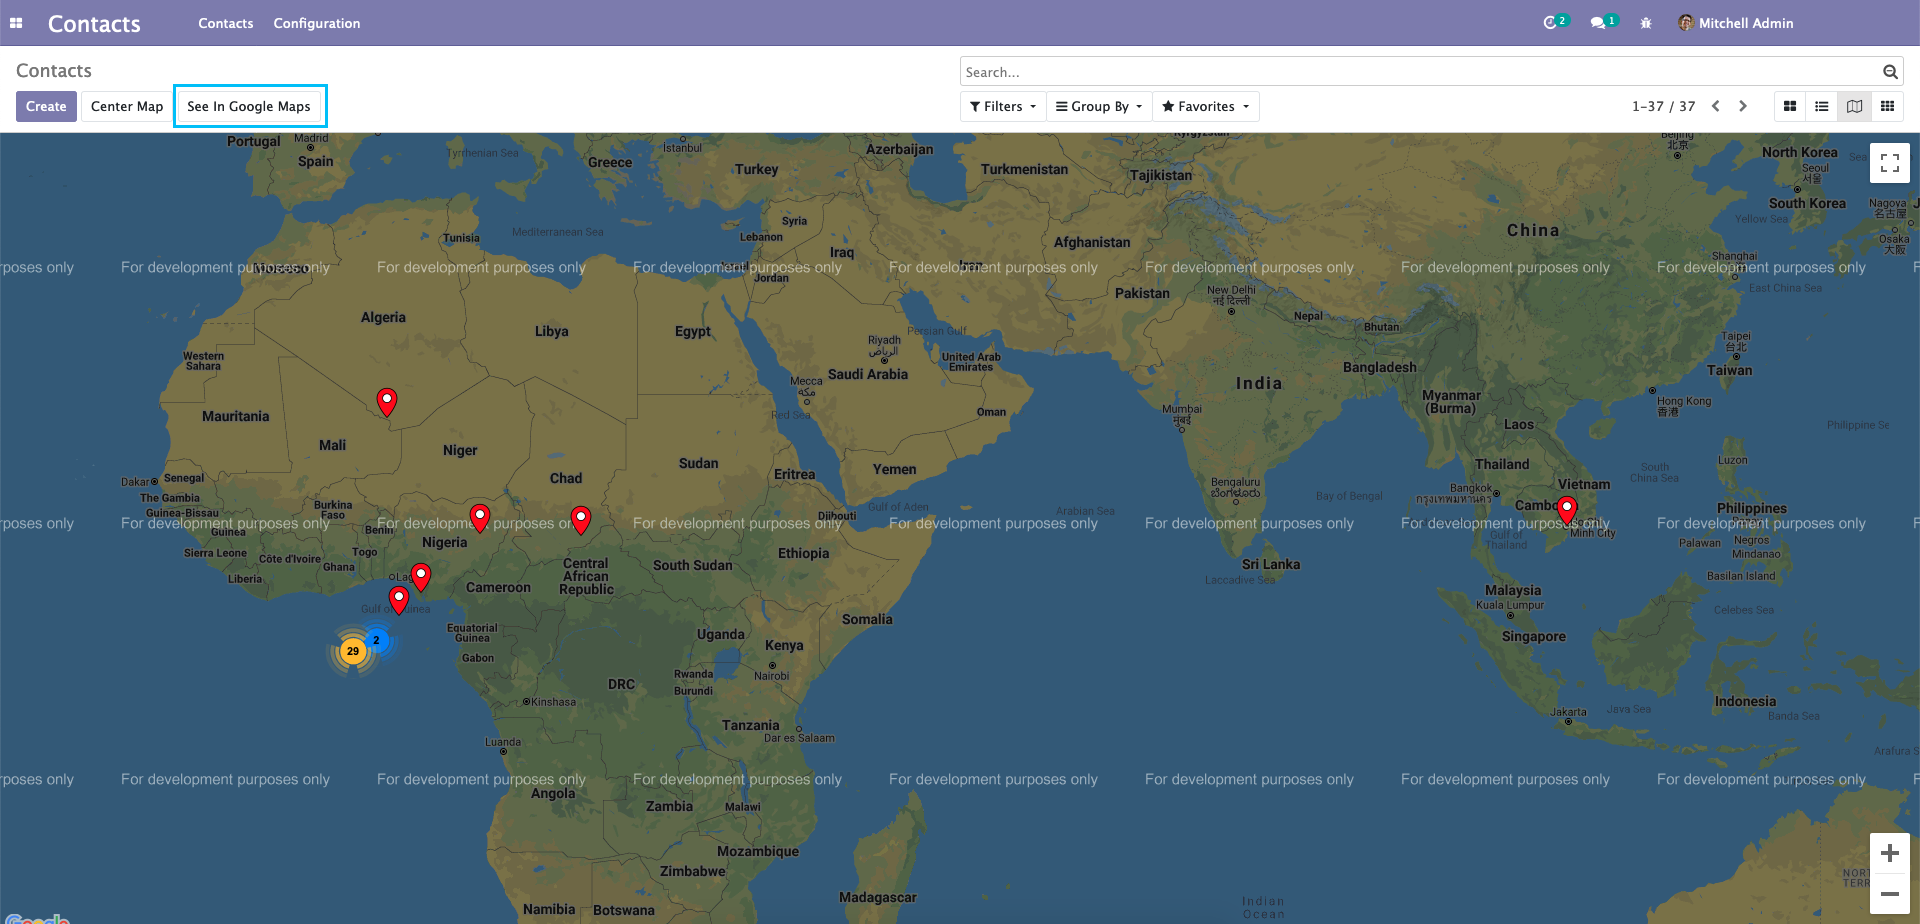 Contacts
Contacts
Configuration
2
1
Mitchell Admin
Contacts
Search...
Create
Center Map
See In Google Maps
Filters
Group By
Favorites
1-37 / 37
Portugal
Madrid
Spain
Tyrrhenian Sea
Greece
İstanbul
Turkey
Azerbaijan
Turkmenistan
Kyrgyzstan
Tajikistan
Beijing
北京
North Korea
Seoul
서울
South Korea
Yellow Sea
Nagoya
名古屋
Osaka
大阪
Tunisia
Mediterranean Sea
Syria
Lebanon
Iraq
Jordan
Afghanistan
China
Shanghai
上海
East China Sea
Morocco
Israel
Iran
For development purposes only
For development purposes only
For development purposes only
For development purposes only
For development purposes only
For development purposes only
For development purposes only
poses only
Pakistan
New Delhi
नई दिल्ली
Nepal
Bhutan
Algeria
Libya
Egypt
Persian Gulf
Riyadh
الرياض
Saudi Arabia
United Arab
Emirates
Western
Sahara
Mecca
مكة
Red Sea
Oman
India
Bangladesh
Taipei
台北
Taiwan
Hong Kong
香港
Myanmar
(Burma)
Laos
Mumbai
मुंबई
Philippine Se
Mauritania
Mali
Niger
Chad
Sudan
Eritrea
Yemen
Gulf of Aden
Djibouti
Arabian Sea
Bengaluru
ಬೆಂಗಳೂರು
Bay of Bengal
Thailand
Bangkok
กรุงเทพมหานคร
Vietnam
South
China Sea
Luzon
Dakar
Senegal
The Gambia
Guinea-Bissau
Guinea
Burkina
Faso
Benin
Cambo
Philippines
poses only
For development purposes only
For development purposes only
For development purposes only
For development purposes only
For development purposes only
For development purposes only
For development purposes only
Minh City
Gulf of
Thailand
Palawan
Negros
Mindanao
Sierra Leone
Côte d'Ivoire
Togo
Ghana
Liberia
Nigeria
Lag
Gulf of Guinea
Cameroon
Central
African
Republic
South Sudan
Ethiopia
Somalia
Sri Lanka
Laccadive Sea
Basilan Island
Malaysia
Kuala Lumpur
Singapore
Celebes Sea
29
2
Equatorial
Guinea
Gabon
Uganda
Kenya
Nairobi
Rwanda
Burundi
DRC
Kinshasa
Tanzania
Dar es Salaam
Luanda
Jakarta
Java Sea
Indonesia
Banda Sea
Arafura S
poses only
For development purposes only
For development purposes only
For development purposes only
For development purposes only
For development purposes only
For development purposes only
For development purposes only
Angola
Zambia
Malawi
Mozambique
Zimbabwe
Madagascar
Namibia
Botswana
Indian
Ocean
NORT
TERR
Google